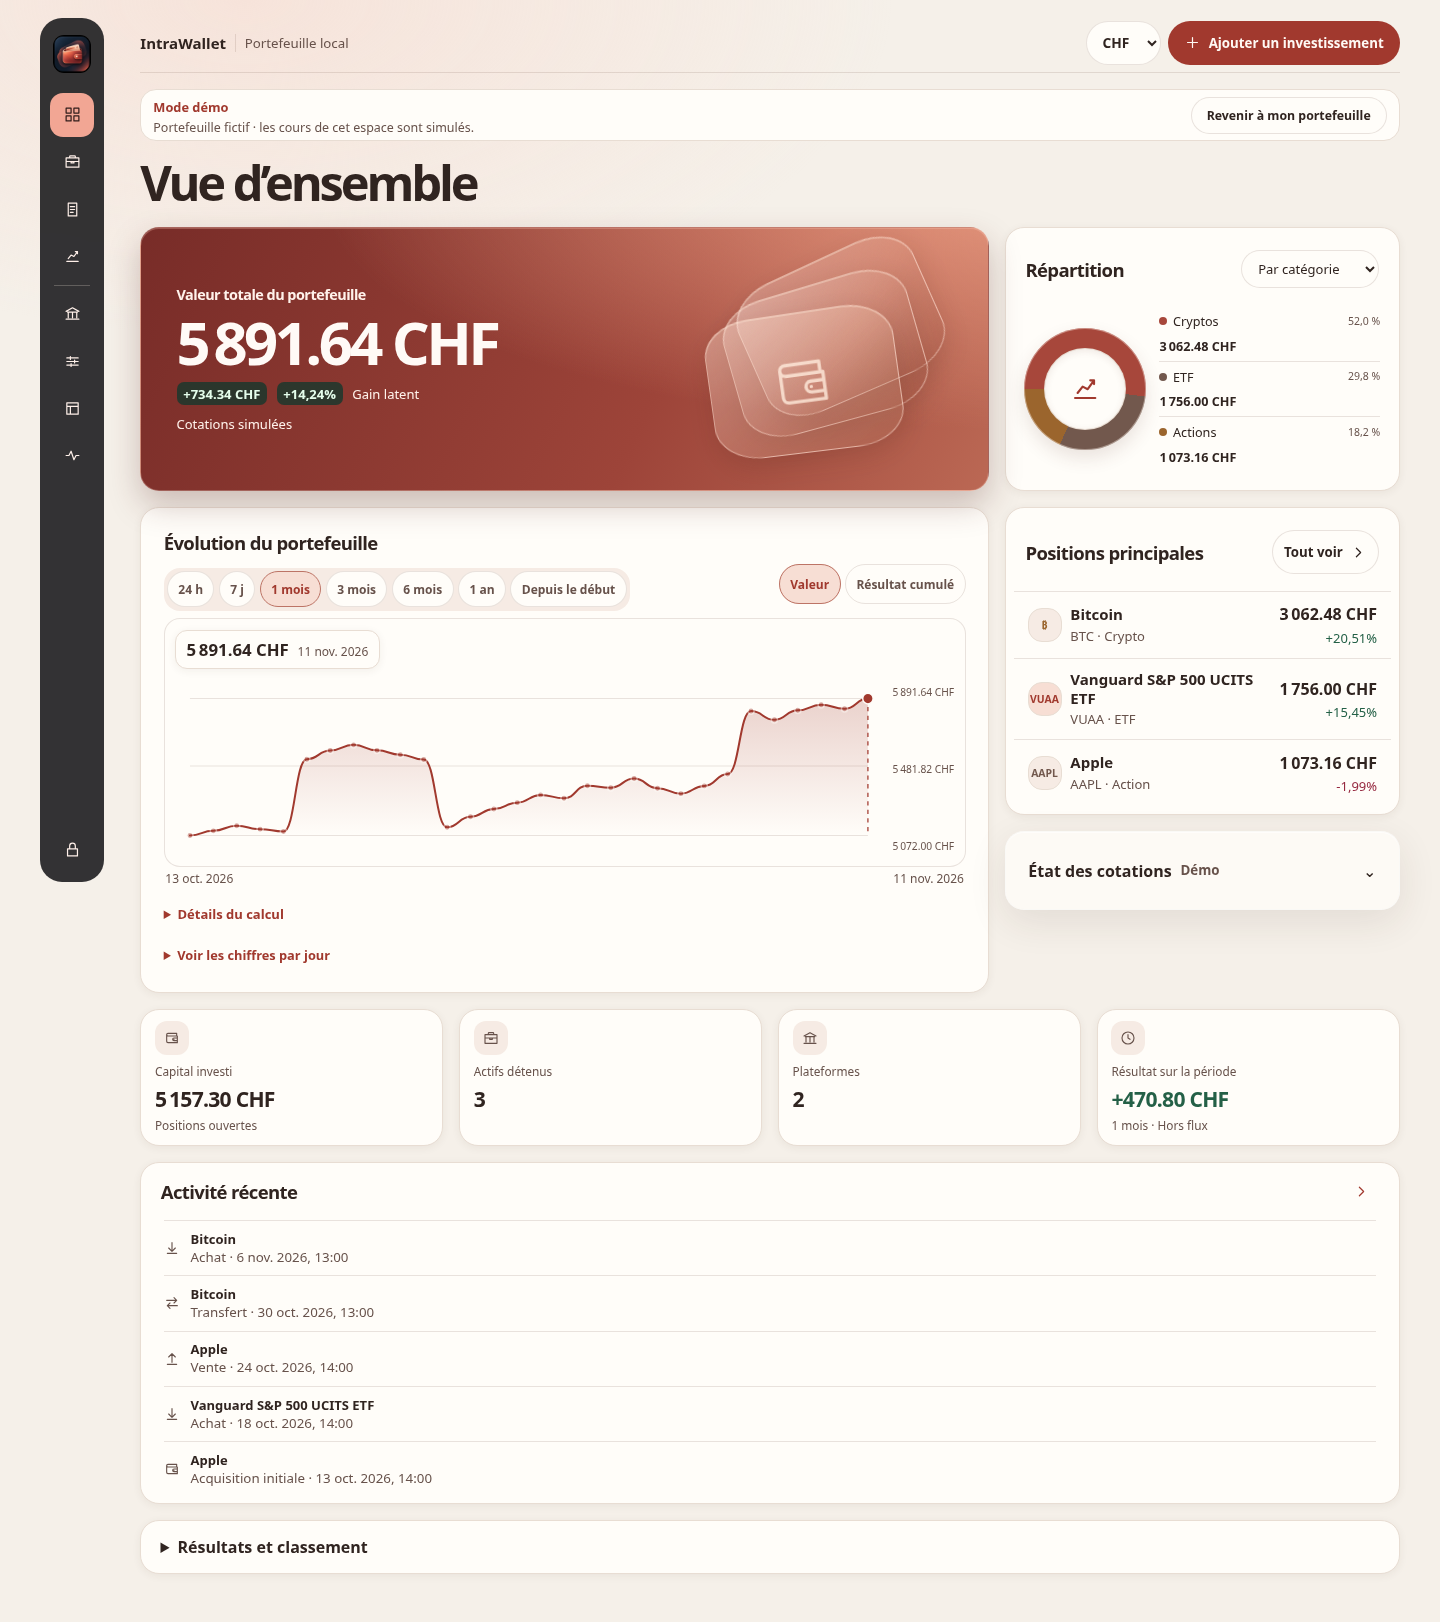 IntraWallet
Portefeuille local
CHF
Ajouter un investissement
Mode démo
Portefeuille fictif · les cours de cet espace sont simulés.
Revenir à mon portefeuille
Vue d’ensemble
Valeur totale du portefeuille
5 891.64 CHF
+734.34 CHF
+14,24%
Gain latent
Cotations simulées
Répartition
Par catégorie
Cryptos
52,0 %
3 062.48 CHF
ETF
29,8 %
1 756.00 CHF
Actions
18,2 %
1 073.16 CHF
Évolution du portefeuille
24 h
7 j
1 mois
3 mois
6 mois
1 an
Depuis le début
Valeur
Résultat cumulé
5 891.64 CHF
11 nov. 2026
5 891.64 CHF
5 481.82 CHF
5 072.00 CHF
13 oct. 2026
11 nov. 2026
Détails du calcul
Voir les chiffres par jour
Positions principales
Tout voir
₿
Bitcoin
BTC · Crypto
3 062.48 CHF
+20,51%
VUAA
Vanguard S&P 500 UCITS
ETF
VUAA · ETF
1 756.00 CHF
+15,45%
AAPL
Apple
AAPL · Action
1 073.16 CHF
-1,99%
État des cotations
Démo
Capital investi
5 157.30 CHF
Positions ouvertes
Actifs détenus
3
Plateformes
2
Résultat sur la période
+470.80 CHF
1 mois · Hors flux
Activité récente
Bitcoin
Achat · 6 nov. 2026, 13:00
Bitcoin
Transfert · 30 oct. 2026, 13:00
Apple
Vente · 24 oct. 2026, 14:00
Vanguard S&P 500 UCITS ETF
Achat · 18 oct. 2026, 14:00
Apple
Acquisition initiale · 13 oct. 2026, 14:00
Résultats et classement